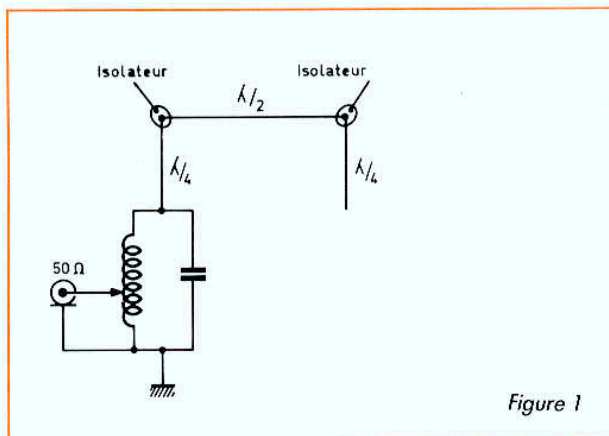 Isolateur
Isolateur
λ/2
λ/4
λ/4
50 Ω
Figure 1